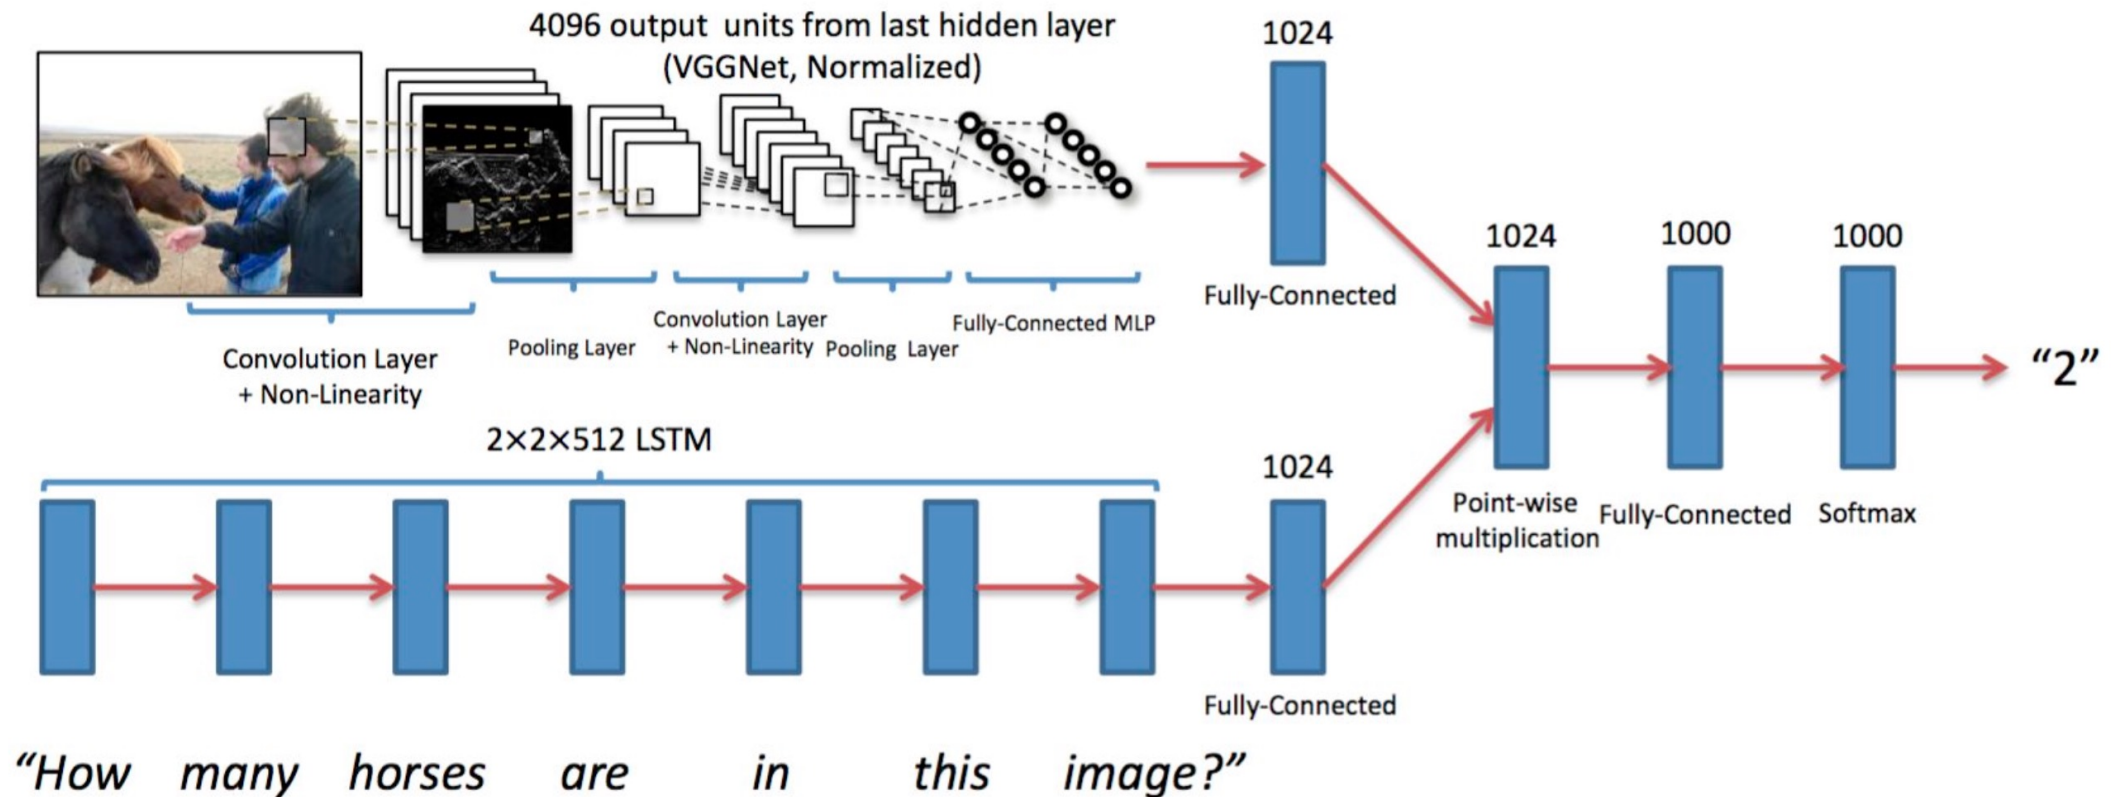 4096 output units from last hidden layer
(VGGNet, Normalized)
1024
Fully-Connected
Convolution Layer
+ Non-Linearity
Pooling Layer
Convolution Layer
+ Non-Linearity
Pooling Layer
Fully-Connected MLP
1024
Point-wise
multiplication
1000
Fully-Connected
1000
Softmax
“2”
2×2×512 LSTM
1024
Fully-Connected
“How many horses are in this image?”